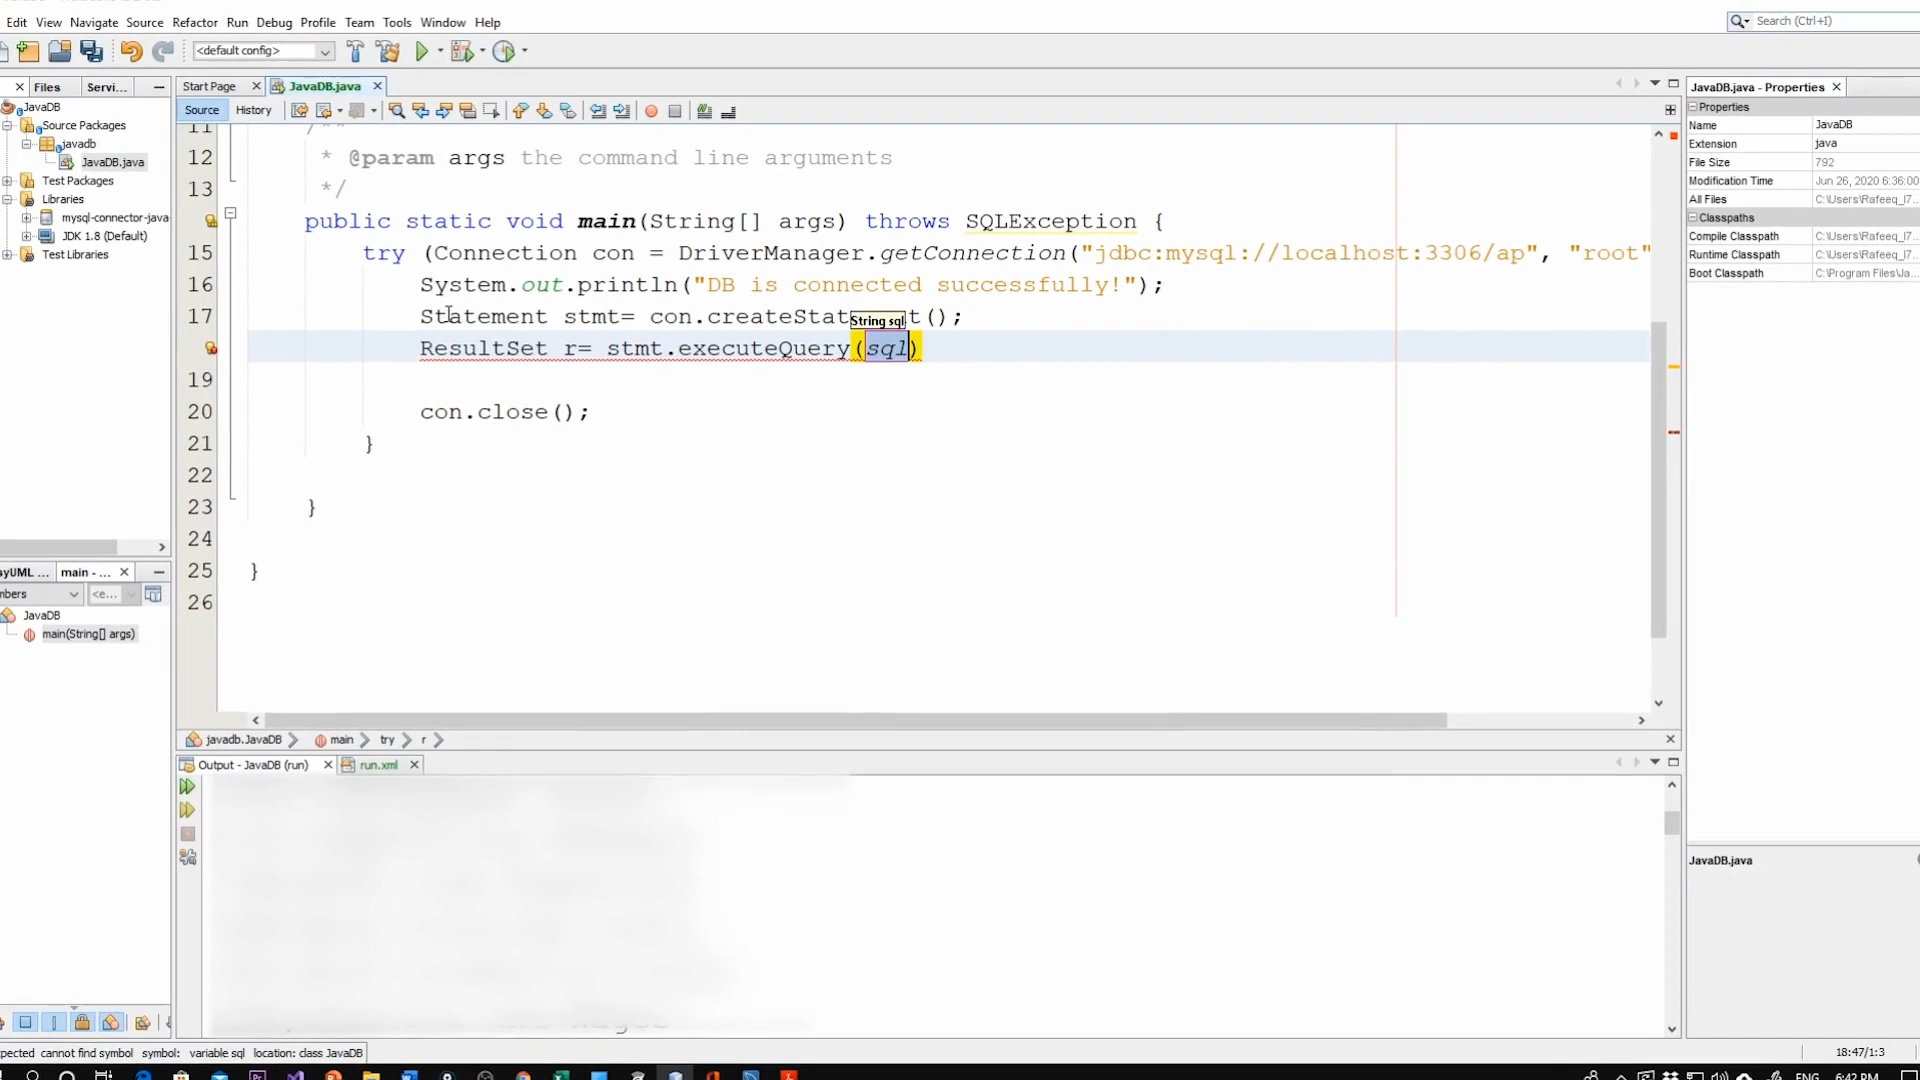 Edit View Navigate Source Refactor Run Debug Profile Team Tools Window Help
Search (Ctrl+I)
<default config>
Files Servi...
Start Page JavaDB.java
JavaDB.java - Properties
Source History
JavaDB
Source Packages
javadb
JavaDB.java
Test Packages
Libraries
mysql-connector-java
JDK 1.8 (Default)
Test Libraries
11 /**
12 * @param args the command line arguments
13 */
public static void main(String[] args) throws SQLException {
15 try (Connection con = DriverManager.getConnection("jdbc:mysql://localhost:3306/ap", "root"
16 System.out.println("DB is connected successfully!");
17 Statement stmt= con.createStat t();
String sql
ResultSet r= stmt.executeQuery(sql)
19
20 con.close();
21 }
22
23 }
24
25 }
26
Properties
Name JavaDB
Extension java
File Size 792
Modification Time Jun 26, 2020 6:36:00
All Files C:\Users\Rafeeq_I7
Classpaths
Compile Classpath C:\Users\Rafeeq_I7
Runtime Classpath C:\Users\Rafeeq_I7
Boot Classpath C:\Program Files\Ja
JavaDB.java
syUML ... main - ...
mbers <e...
JavaDB
main(String[] args)
javadb.JavaDB main try r
Output - JavaDB (run) run.xml
pected cannot find symbol symbol: variable sql location: class JavaDB
18:47/1:3
ENG 6:42 PM